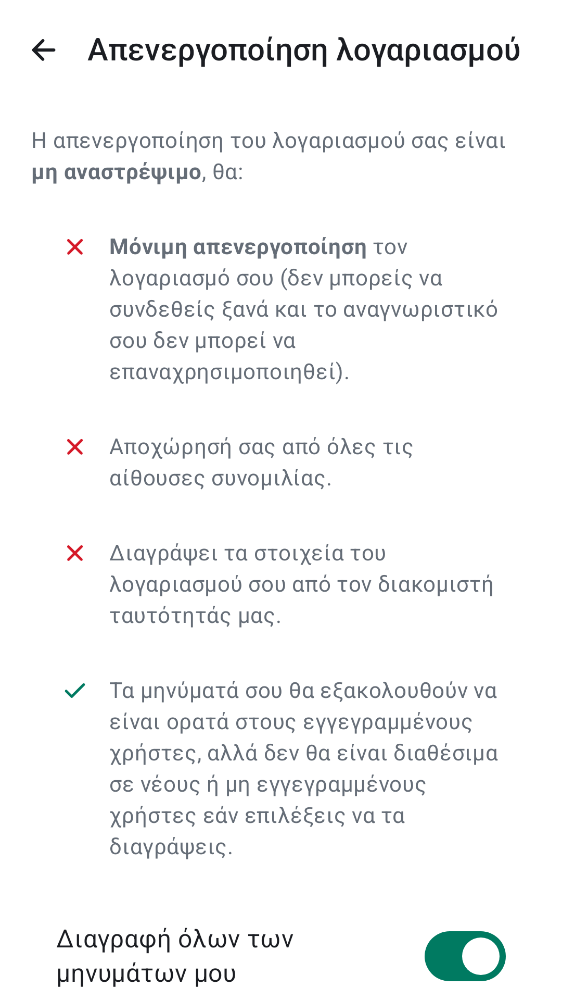 Απενεργοποίηση λογαριασμού
Η απενεργοποίηση του λογαριασμού σας είναι
μη αναστρέψιμο, θα:
Μόνιμη απενεργοποίηση τον
λογαριασμό σου (δεν μπορείς να
συνδεθείς ξανά και το αναγνωριστικό
σου δεν μπορεί να
επαναχρησιμοποιηθεί).
Αποχώρησή σας από όλες τις
αίθουσες συνομιλίας.
Διαγράψει τα στοιχεία του
λογαριασμού σου από τον διακομιστή
ταυτότητάς μας.
Τα μηνύματά σου θα εξακολουθούν να
είναι ορατά στους εγγεγραμμένους
χρήστες, αλλά δεν θα είναι διαθέσιμα
σε νέους ή μη εγγεγραμμένους
χρήστες εάν επιλέξεις να τα
διαγράψεις.
Διαγραφή όλων των
μηνυμάτων μου